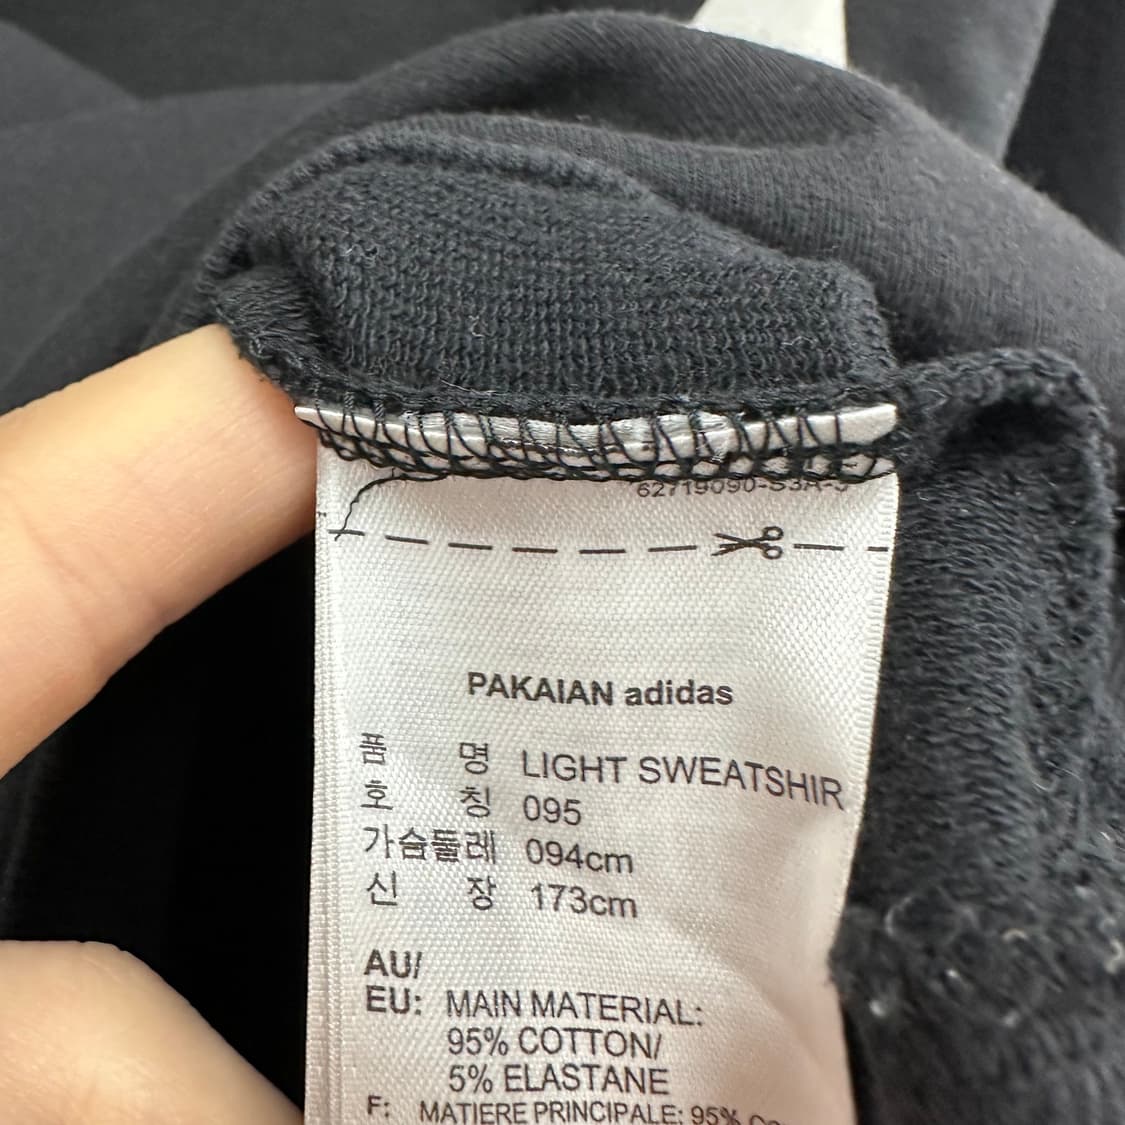 62719090-S3A-S
PAKAIAN adidas
품 명 LIGHT SWEATSHIR
호 칭 095
가슴둘레 094cm
신 장 173cm
AU/
EU: MAIN MATERIAL:
95% COTTON/
5% ELASTANE
F: MATIERE PRINCIPALE: 95%